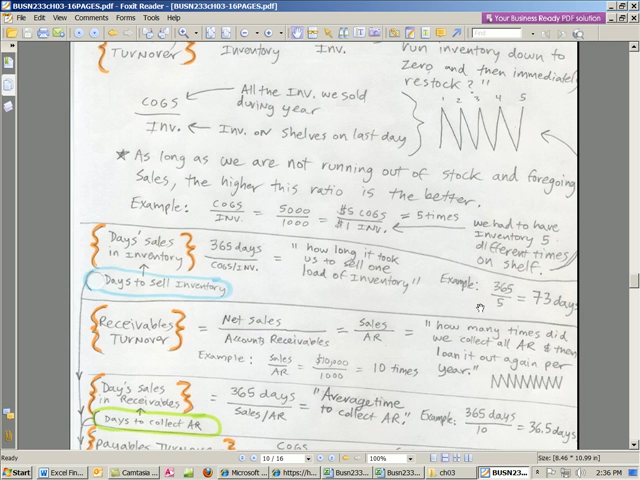 BUSN233ch03-16PAGES.pdf - Foxit Reader - [BUSN233ch03-16PAGES.pdf]
File Edit View Comments Forms Tools Help
Your Business Ready PDF solution
Find
TURNOVER
Inventory
Inv.
run inventory down to
zero, and then immediately
restock?"
1 2 3 4 5
COGS
All the Inv. we sold
during year
Inv.
Inv. on shelves on last day
* As long as we are not running out of stock and foregoing
Sales, the higher this ratio is the better.
Example: COGS/INV. = 5000/1000 = $5 COGS/$1 INV. = 5 times
we had to have
Inventory 5
different times
on shelf.
Days' sales
in Inventory
365 days
COGS/INV.
= "how long it took
us to sell one
load of Inventory"
Example: 365/5 = 73 days
Days to sell Inventory
Receivables
TURNOVER
= Net sales/Accounts Receivables = Sales/AR = "how many times did
we collect all AR & then
loan it out again per
year."
Example: Sales/AR = $10,000/1000 = 10 times
Day's sales
in Receivables
= 365 days/Sales/AR = "Average time
to collect AR."
Example: 365 days/10 = 36.5 days
Days to collect AR
Payables Turnover
COGS
Ready
10 / 16
100%
Size: [8.46 * 10.99 in]
Start
Excel Fin...
Camtasia ...
Microsoft ...
https://h...
Busn233...
Busn233...
ch03
BUSN233...
2:36 PM